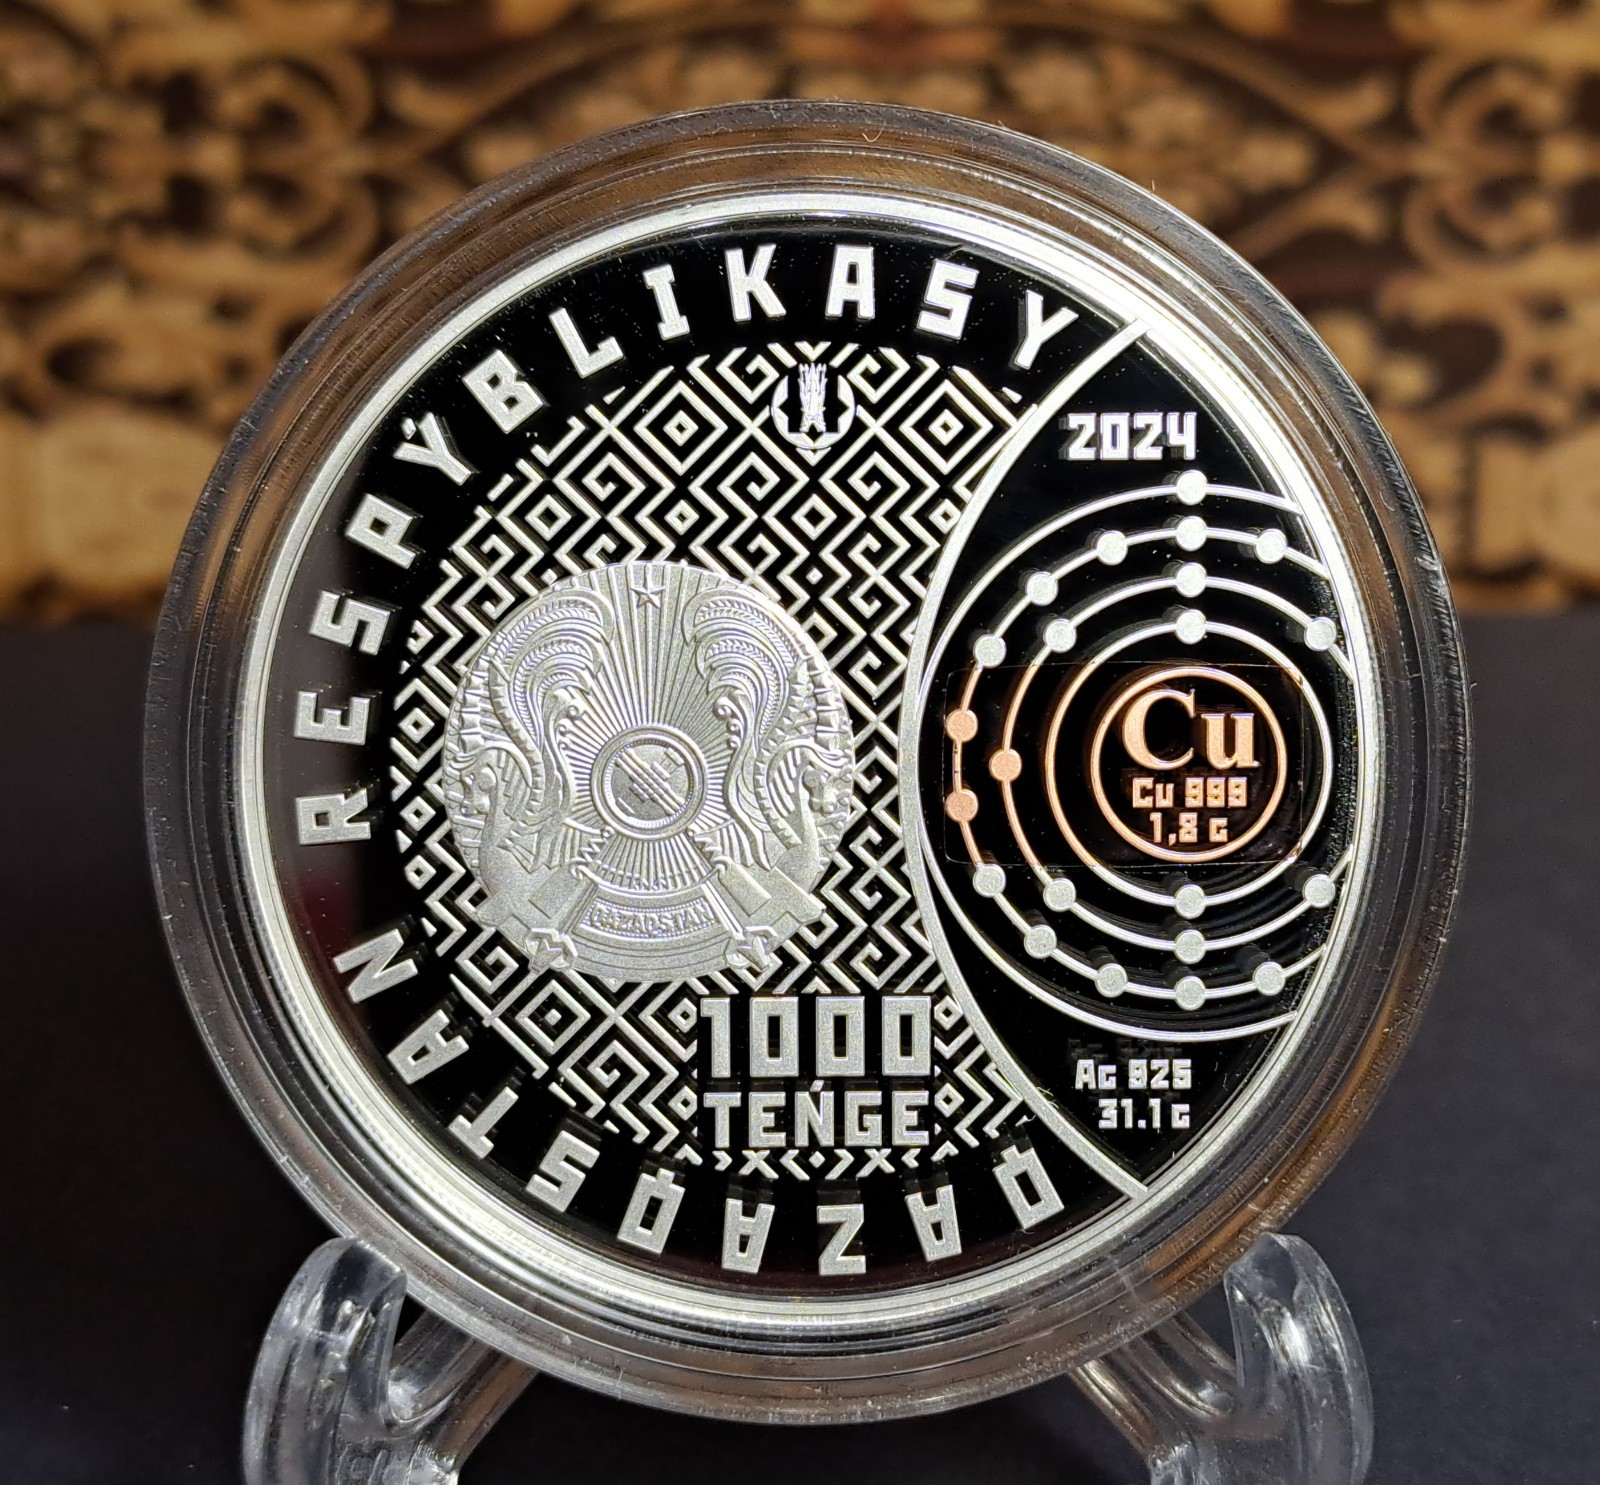 QAZAQSTAN RESPÝBLIKASY
2024
Cu
Cu 999
1,8 g
QAZAQSTAN
1000
TEŃGE
Ag 925
31.1 g